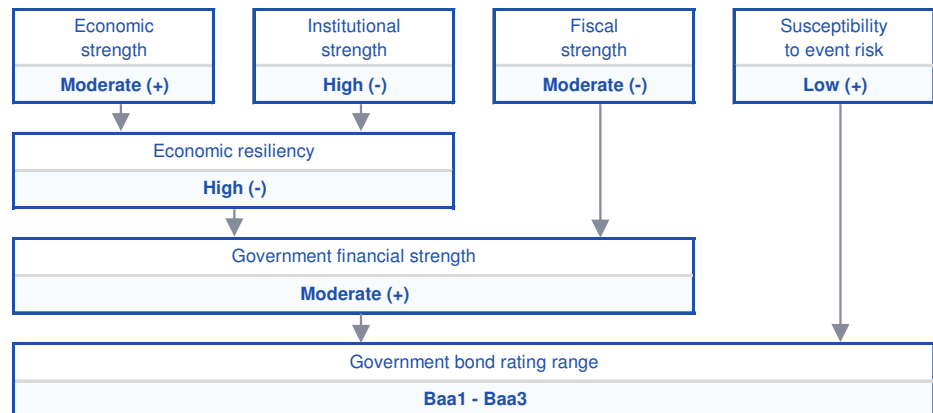 Economic
strength
Moderate (+)
Institutional
strength
High (-)
Fiscal
strength
Moderate (-)
Susceptibility
to event risk
Low (+)
Economic resiliency
High (-)
Government financial strength
Moderate (+)
Government bond rating range
Baa1 - Baa3